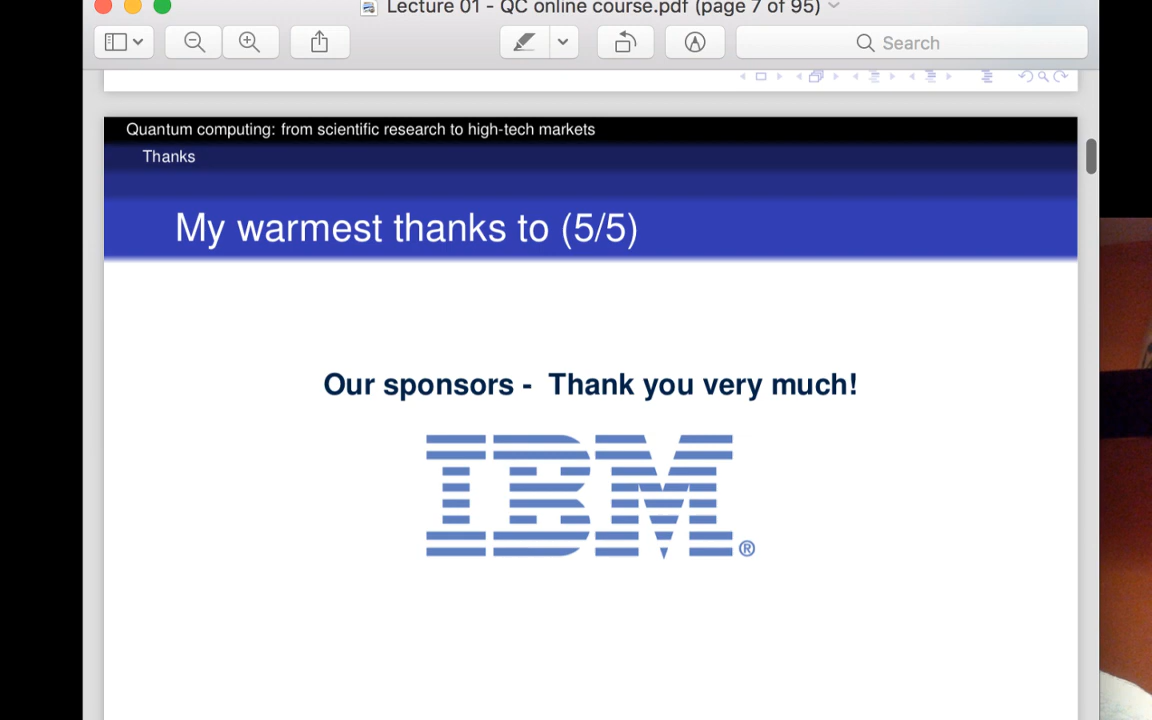 Lecture 01 - QC online course.pdf (page 7 of 95)
Search
Quantum computing: from scientific research to high-tech markets
Thanks
My warmest thanks to (5/5)
Our sponsors - Thank you very much!
IBM®